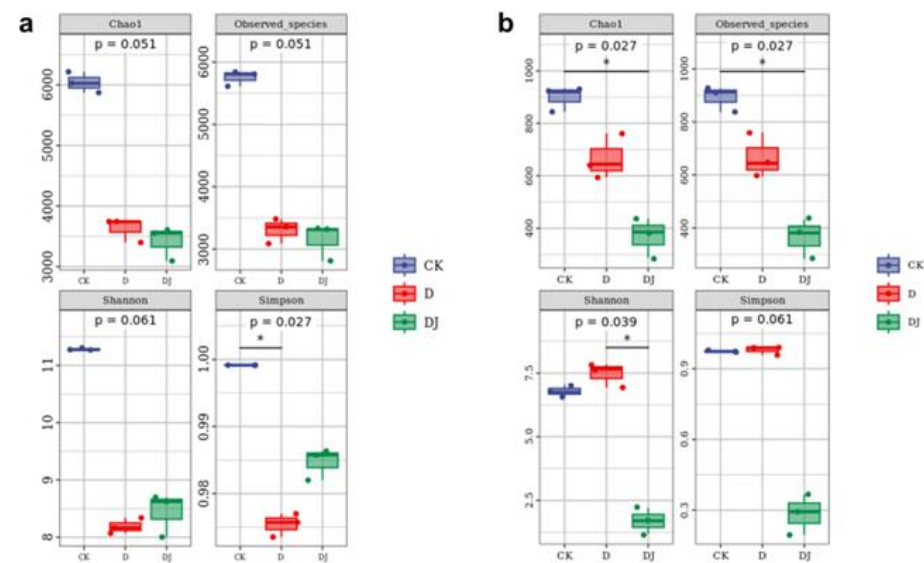 a
Chao1
p = 0.051
6000
5000
4000
3000
CK
D
DJ
Observed_species
p = 0.051
6000
5000
4000
3000
CK
D
DJ
Shannon
p = 0.061
11
10
9
8
CK
D
DJ
Simpson
p = 0.027
*
1.00
0.99
0.98
CK
D
DJ
CK
D
DJ
b
Chao1
p = 0.027
*
1000
800
600
400
CK
D
DJ
Observed_species
p = 0.027
*
1000
800
600
400
CK
D
DJ
Shannon
p = 0.039
*
7.5
5.0
2.5
CK
D
DJ
Simpson
p = 0.061
0.9
0.6
0.3
CK
D
DJ
CK
D
DJ